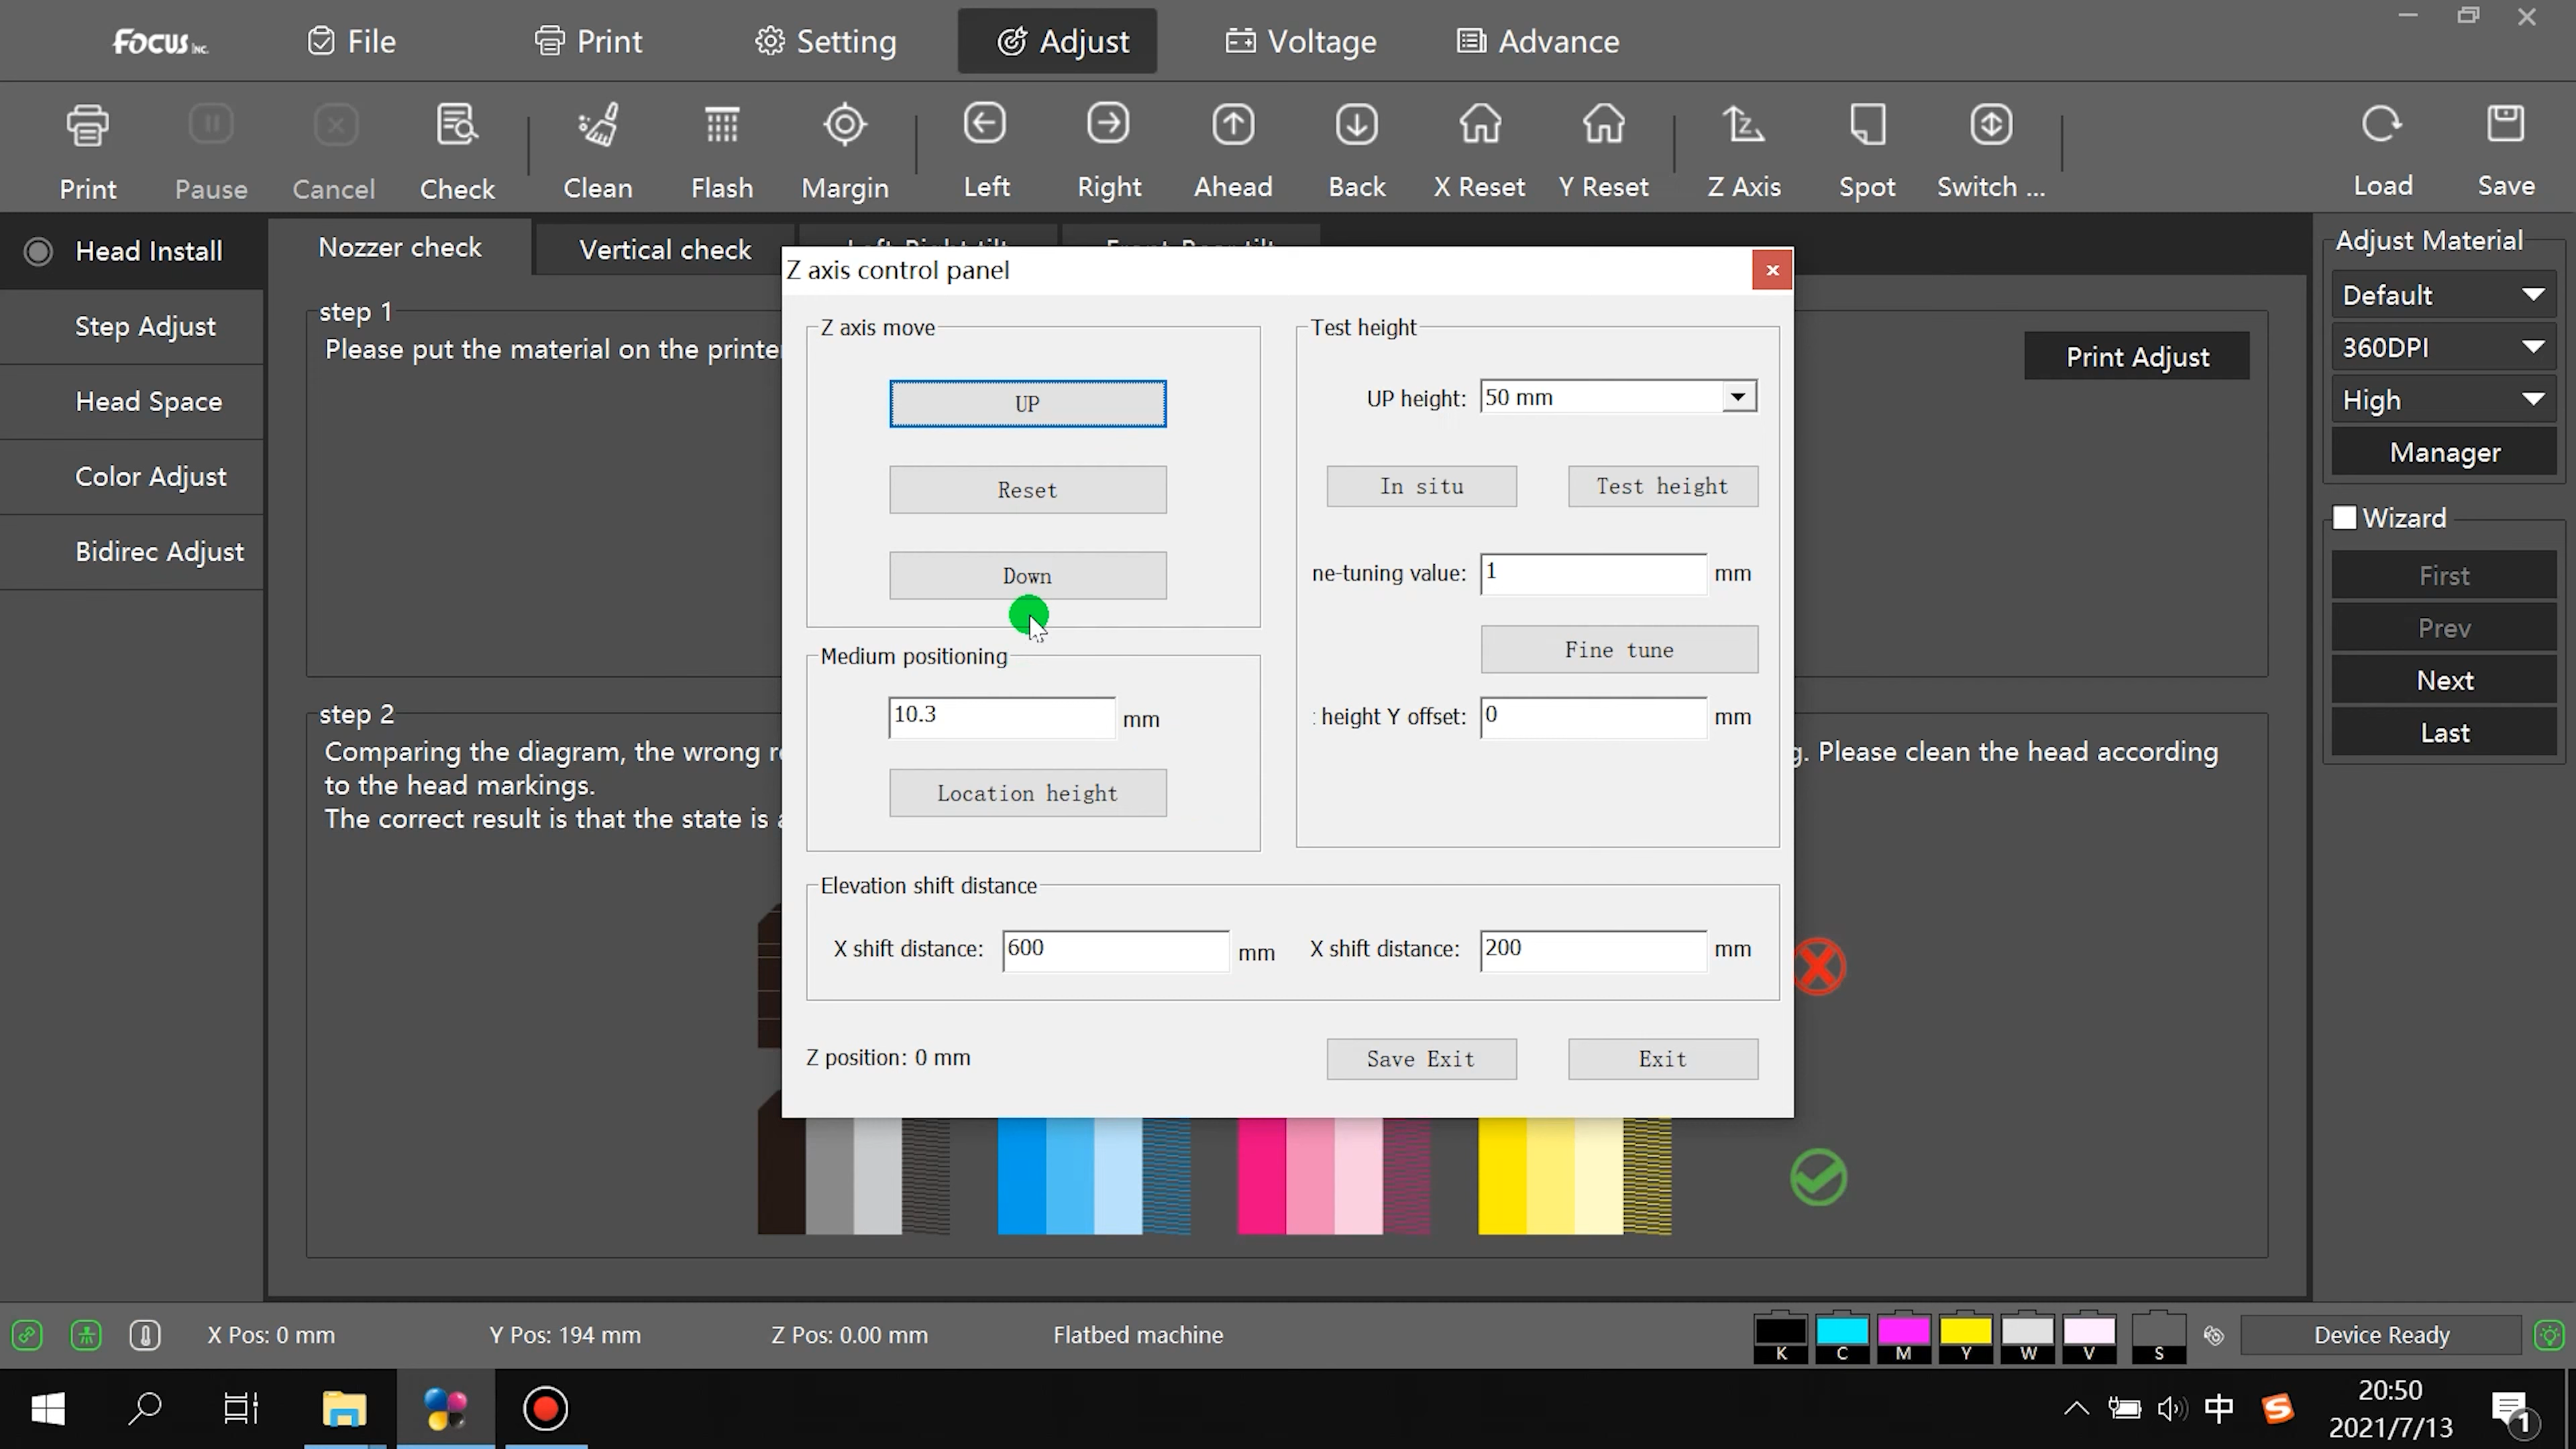 Focus INC.
File
Print
Setting
Adjust
Voltage
Advance
Print
Pause
Cancel
Check
Clean
Flash
Margin
Left
Right
Ahead
Back
X Reset
Y Reset
Z Axis
Spot
Switch ...
Load
Save
Head Install
Step Adjust
Head Space
Color Adjust
Bidirec Adjust
Nozzer check
Vertical check
step 1
Please put the material on the printe
Print Adjust
step 2
Comparing the diagram, the wrong r
g. Please clean the head according
to the head markings.
The correct result is that the state is a
Z axis control panel
Z axis move
UP
Reset
Down
Medium positioning
10.3 mm
Location height
Test height
UP height: 50 mm
In situ
Test height
ne-tuning value: 1 mm
Fine tune
: height Y offset: 0 mm
Elevation shift distance
X shift distance: 600 mm
X shift distance: 200 mm
Z position: 0 mm
Save Exit
Exit
Adjust Material
Default
360DPI
High
Manager
Wizard
First
Prev
Next
Last
X Pos: 0 mm
Y Pos: 194 mm
Z Pos: 0.00 mm
Flatbed machine
K
C
M
Y
W
V
S
Device Ready
中
S
20:50
2021/7/13
1